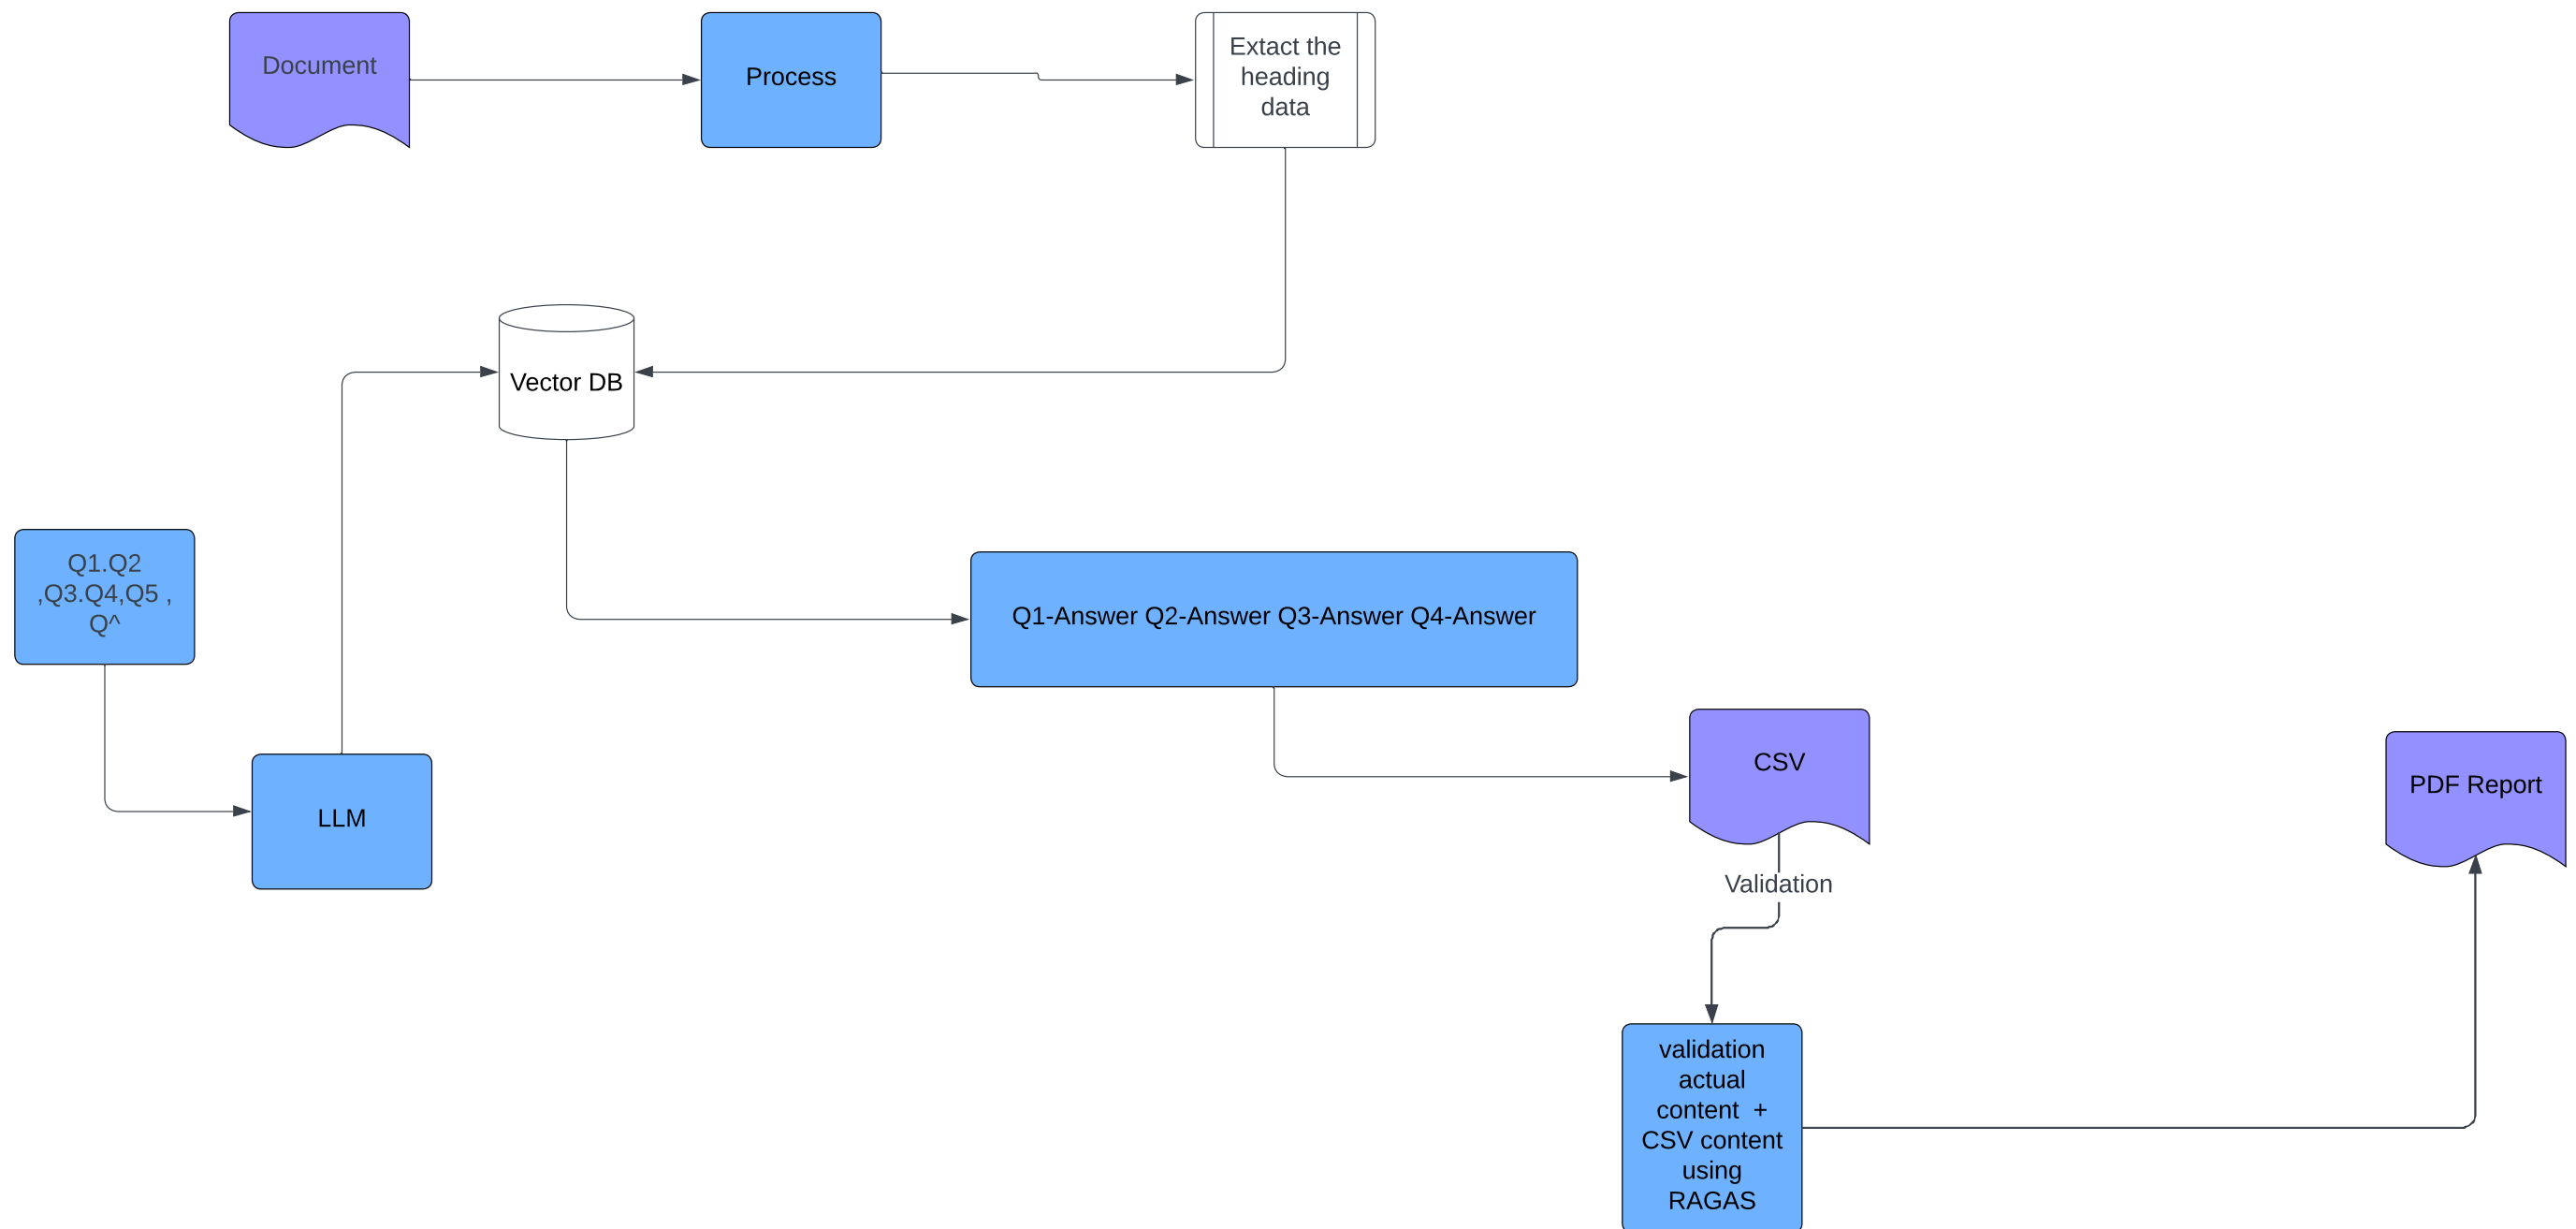 Document
Process
Extact the
heading
data
Vector DB
Q1.Q2
,Q3.Q4,Q5 ,
Q^
Q1-Answer Q2-Answer Q3-Answer Q4-Answer
LLM
CSV
PDF Report
Validation
validation
actual
content  +
CSV content
using
RAGAS